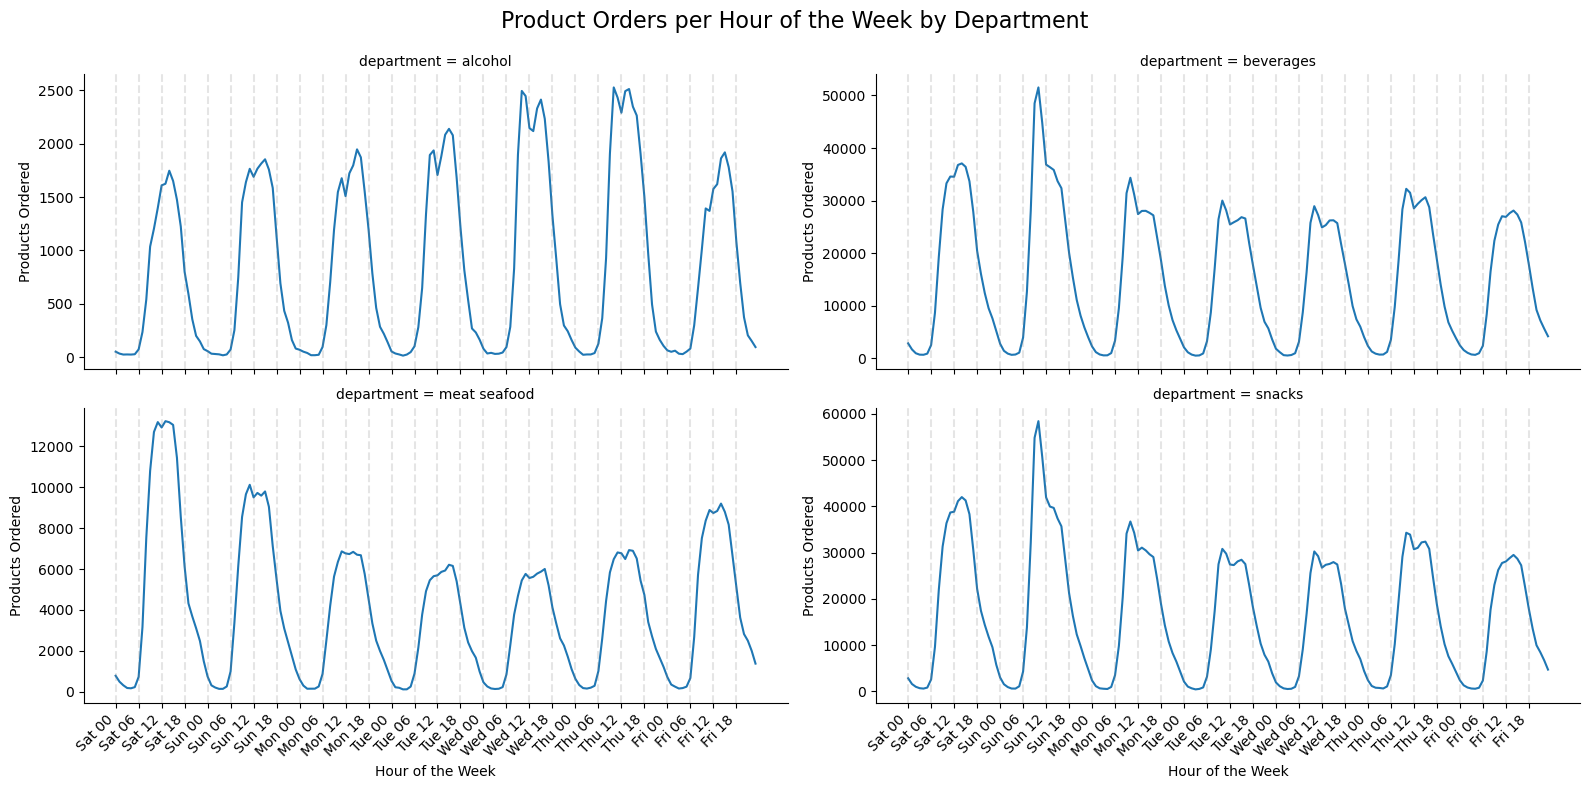 Product Orders per Hour of the Week by Department
department = alcohol
Products Ordered
2500
2000
1500
1000
500
0
department = beverages
Products Ordered
50000
40000
30000
20000
10000
0
department = meat seafood
Products Ordered
12000
10000
8000
6000
4000
2000
0
Sat 00
Sat 06
Sat 12
Sat 18
Sun 00
Sun 06
Sun 12
Sun 18
Mon 00
Mon 06
Mon 12
Mon 18
Tue 00
Tue 06
Tue 12
Tue 18
Wed 00
Wed 06
Wed 12
Wed 18
Thu 00
Thu 06
Thu 12
Thu 18
Fri 00
Fri 06
Fri 12
Fri 18
Hour of the Week
department = snacks
Products Ordered
60000
50000
40000
30000
20000
10000
0
Sat 00
Sat 06
Sat 12
Sat 18
Sun 00
Sun 06
Sun 12
Sun 18
Mon 00
Mon 06
Mon 12
Mon 18
Tue 00
Tue 06
Tue 12
Tue 18
Wed 00
Wed 06
Wed 12
Wed 18
Thu 00
Thu 06
Thu 12
Thu 18
Fri 00
Fri 06
Fri 12
Fri 18
Hour of the Week